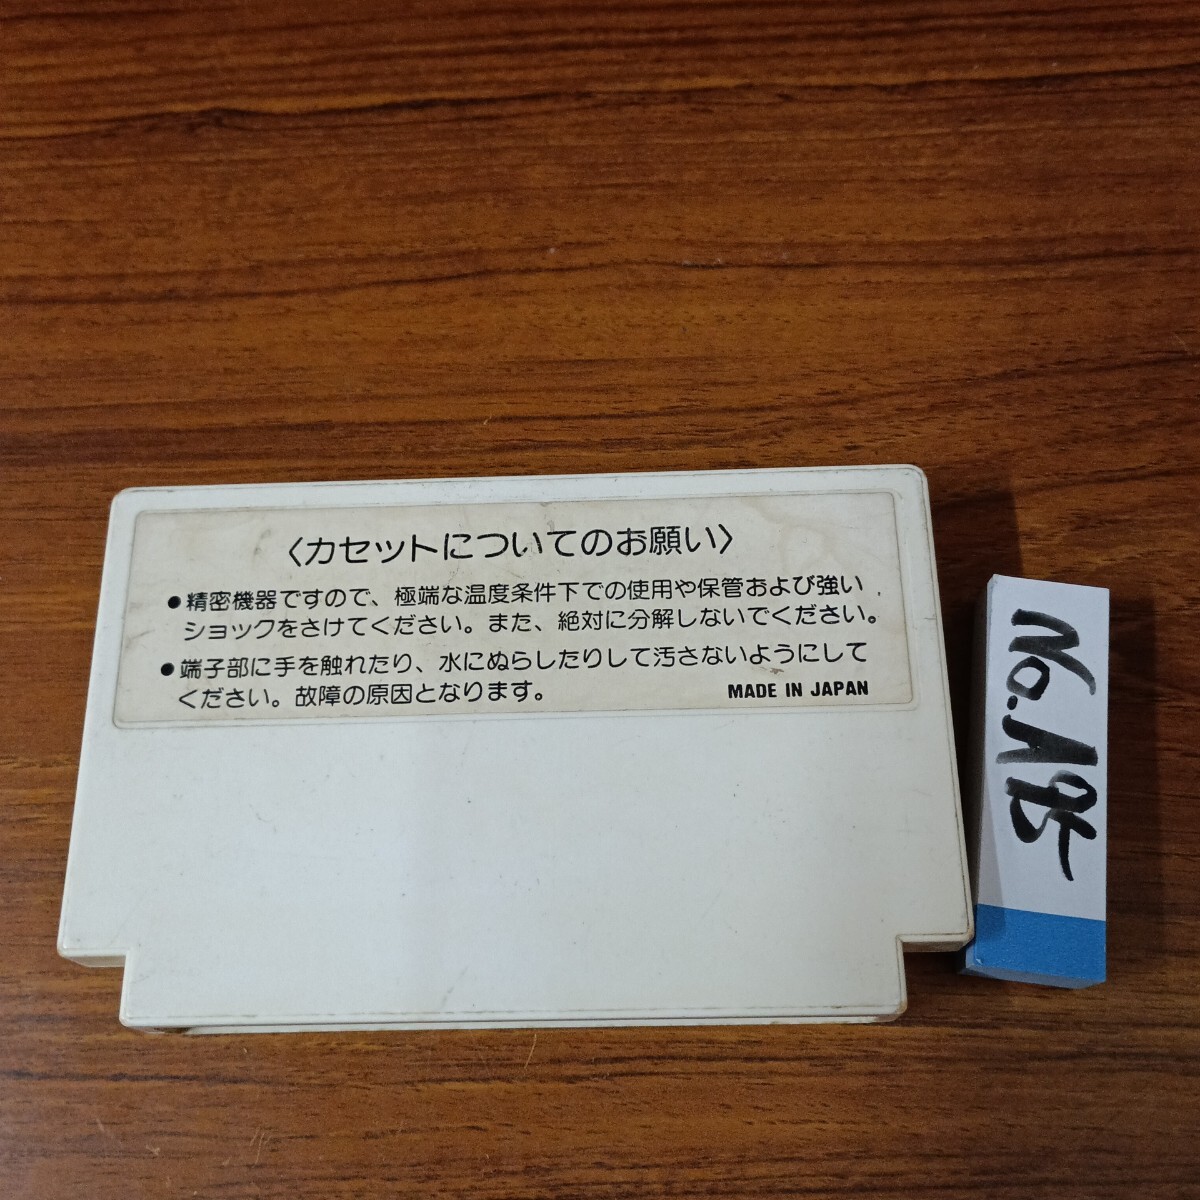 〈カセットについてのお願い〉
●精密機器ですので、極端な温度条件下での使用や保管および強い
ショックをさけてください。また、絶対に分解しないでください。
●端子部に手を触れたり、水にぬらしたりして汚さないようにして
ください。故障の原因となります。
MADE IN JAPAN
No.A95